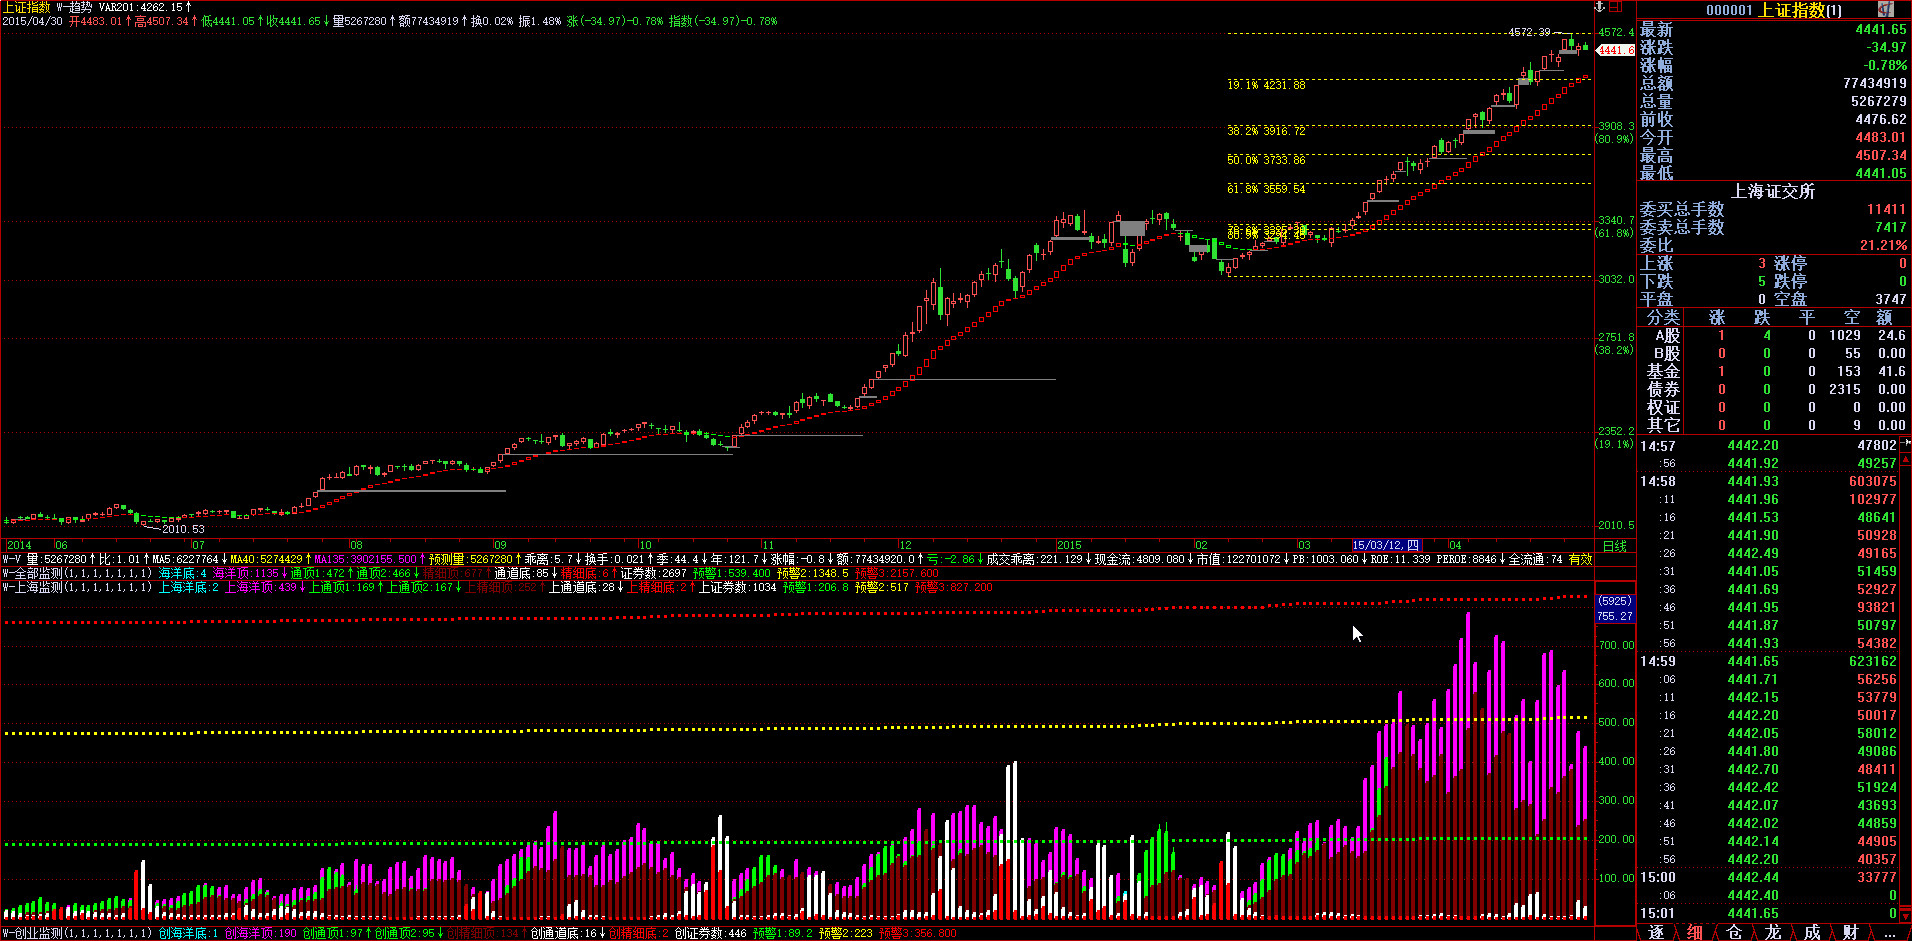 上证指数 W-趋势 VAR201:4262.15↑
2015/04/30 开4483.01↑高4507.34↑低4441.05↑收4441.65↓量5267280↑额77434919↑换0.02% 振1.48% 涨(-34.97)-0.78% 指数(-34.97)-0.78%
4572.39
4572.4
4441.6
19.1% 4231.88
38.2% 3916.72
3908.3
(80.9%)
50.0% 3733.86
61.8% 3559.54
3340.7
(61.8%)
3032.0
2751.8
(38.2%)
2352.2
(19.1%)
2010.53
2010.5
2014 06 07 08 09 10 11 12 2015 02 03 15/03/12,四 04 日线
W-V 量:5267280↑比:1.01↑MA5:6227764↓MA40:5274429↑MA135:3902155.500↑预测量:5267280↑乖离:5.7↓换手:0.021↑季:44.4↓年:121.7↓涨幅:-0.8↓额:77434920.0↑亏:-2.86↓成交乖离:221.129↓现金流:4809.080↓市值:122701072↓PB:1003.060↓ROE:11.339 PEROE:8846↓全流通:74 有效
W-全部监测(1,1,1,1,1,1,1) 海洋底:4 海洋顶:1135↓通顶1:472↑通顶2:466↓精细顶:677↑通道底:85↓精细底:6↑证券数:2697 预警1:539.400 预警2:1348.5 预警3:2157.600
W-上海监测(1,1,1,1,1,1,1) 上海洋底:2 上海洋顶:439↓上通顶1:169↑上通顶2:167↓上精细顶:252↑上通道底:28↓上精细底:2↑上证券数:1034 预警1:206.8 预警2:517 预警3:827.200
(5925)
755.27
700.00
600.00
500.00
400.00
300.00
200.00
100.00
W-创业监测(1,1,1,1,1,1,1) 创海洋底:1 创海洋顶:190 创通顶1:97↑创通顶2:95↓创精细顶:134↑创通道底:16↓创精细底:2 创证券数:446 预警1:89.2 预警2:223 预警3:356.800
000001 上证指数(1)
最新 4441.65
涨跌 -34.97
涨幅 -0.78%
总额 77434919
总量 5267279
前收 4476.62
今开 4483.01
最高 4507.34
最低 4441.05
上海证交所
委买总手数 11411
委卖总手数 7417
委比 21.21%
上涨 3 涨停 0
下跌 5 跌停 0
平盘 0 空盘 3747
分类 涨 跌 平 空 额
A股 1 4 0 1029 24.6
B股 0 0 0 55 0.00
基金 1 0 0 153 41.6
债券 0 0 0 2315 0.00
权证 0 0 0 0 0.00
其它 0 0 0 9 0.00
14:57 4442.20 47802
:56 4441.92 49257
14:58 4441.93 603075
:11 4441.96 102977
:16 4441.53 48641
:21 4441.90 50928
:26 4442.49 49165
:31 4441.05 51459
:36 4441.69 52927
:46 4441.95 93821
:51 4441.87 50797
:56 4441.93 54382
14:59 4441.65 623162
:06 4441.71 56256
:11 4442.15 53779
:16 4442.20 50017
:21 4442.05 58012
:26 4441.80 49086
:31 4442.70 48411
:36 4442.42 51924
:41 4442.07 43693
:46 4442.02 44859
:51 4442.14 44905
:56 4442.20 40357
15:00 4442.44 33777
:06 4442.40 0
15:01 4441.65 0
逐 细 仓 龙 成 财 ...